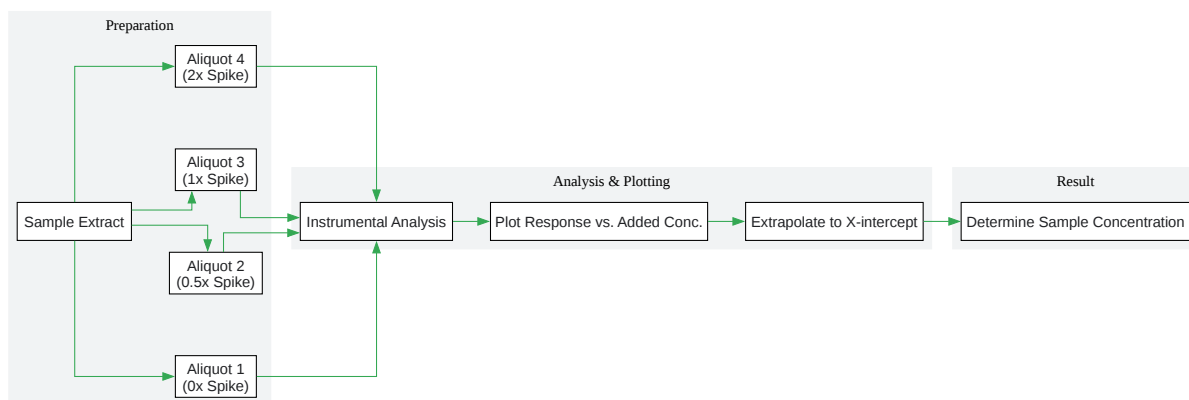 Preparation
Aliquot 4
(2x Spike)
Aliquot 3
(1x Spike)
Sample Extract
Aliquot 2
(0.5x Spike)
Aliquot 1
(0x Spike)
Analysis & Plotting
Instrumental Analysis
Plot Response vs. Added Conc.
Extrapolate to X-intercept
Result
Determine Sample Concentration